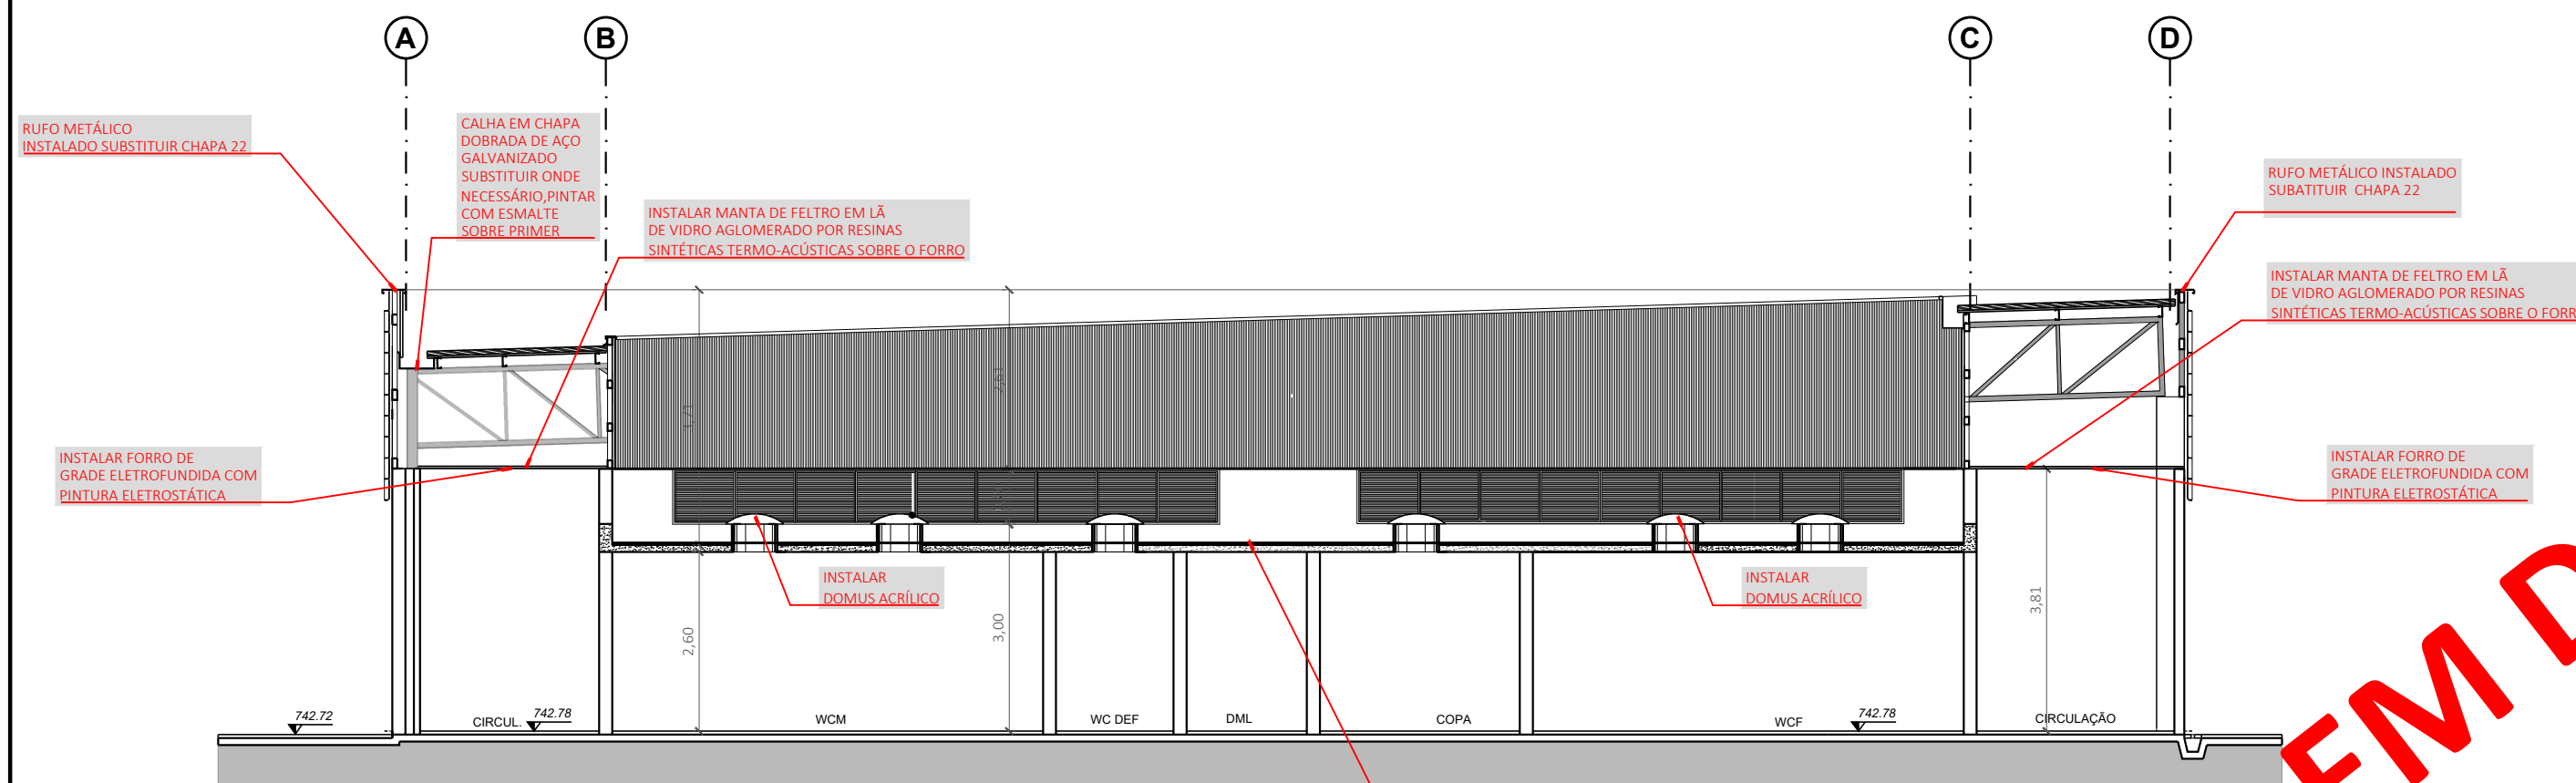 A
B
C
D
RUFO METÁLICO
INSTALADO SUBSTITUIR CHAPA 22
CALHA EM CHAPA
DOBRADA DE AÇO
GALVANIZADO
SUBSTITUIR ONDE
NECESSÁRIO,PINTAR
COM ESMALTE
SOBRE PRIMER
INSTALAR MANTA DE FELTRO EM LÃ
DE VIDRO AGLOMERADO POR RESINAS
SINTÉTICAS TERMO-ACÚSTICAS SOBRE O FORRO
RUFO METÁLICO INSTALADO
SUBATITUIR CHAPA 22
INSTALAR MANTA DE FELTRO EM LÃ
DE VIDRO AGLOMERADO POR RESINAS
SINTÉTICAS TERMO-ACÚSTICAS SOBRE O FORR
2,61
1,71
INSTALAR FORRO DE
GRADE ELETROFUNDIDA COM
PINTURA ELETROSTÁTICA
INSTALAR FORRO DE
GRADE ELETROFUNDIDA COM
PINTURA ELETROSTÁTICA
INSTALAR
DOMUS ACRÍLICO
INSTALAR
DOMUS ACRÍLICO
2,60
3,00
3,81
742.72
CIRCUL.
742.78
WCM
WC DEF
DML
COPA
WCF
742.78
CIRCULAÇÃO
EM D